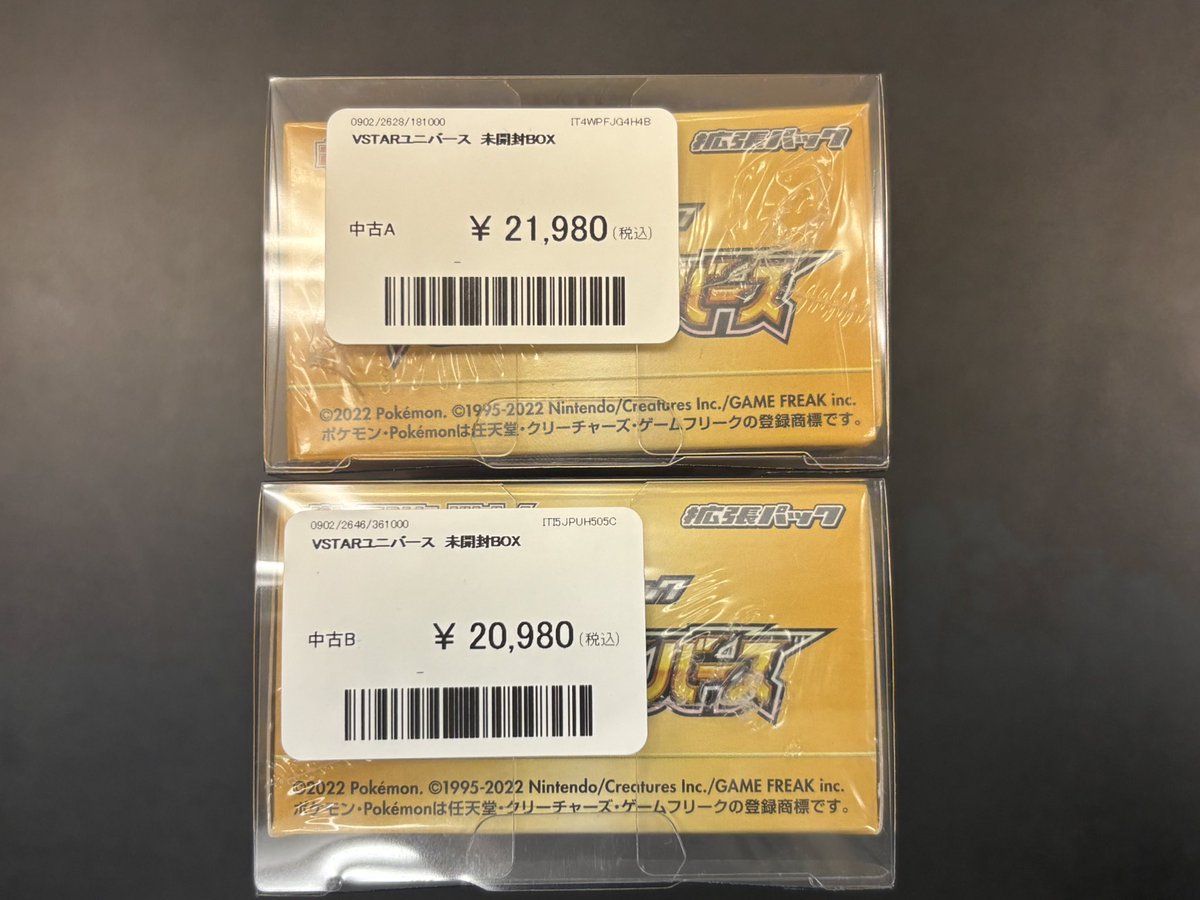 0902/2628/181000 IT4WPFJG4H4B
VSTARユニバース 未開封BOX
拡張パック
中古A ¥ 21,980(税込)
バース
©2022 Pokémon. ©1995-2022 Nintendo/Creatures Inc./GAME FREAK inc.
ポケモン・Pokémonは任天堂・クリーチャーズ・ゲームフリークの登録商標です。
0902/2646/361000 ITI5JPUH505C
VSTARユニバース 未開封BOX
拡張パック
中古B ¥ 20,980(税込)
バース
©2022 Pokémon. ©1995-2022 Nintendo/Creatures Inc./GAME FREAK inc.
ポケモン・Pokémonは任天堂・クリーチャーズ・ゲームフリークの登録商標です。